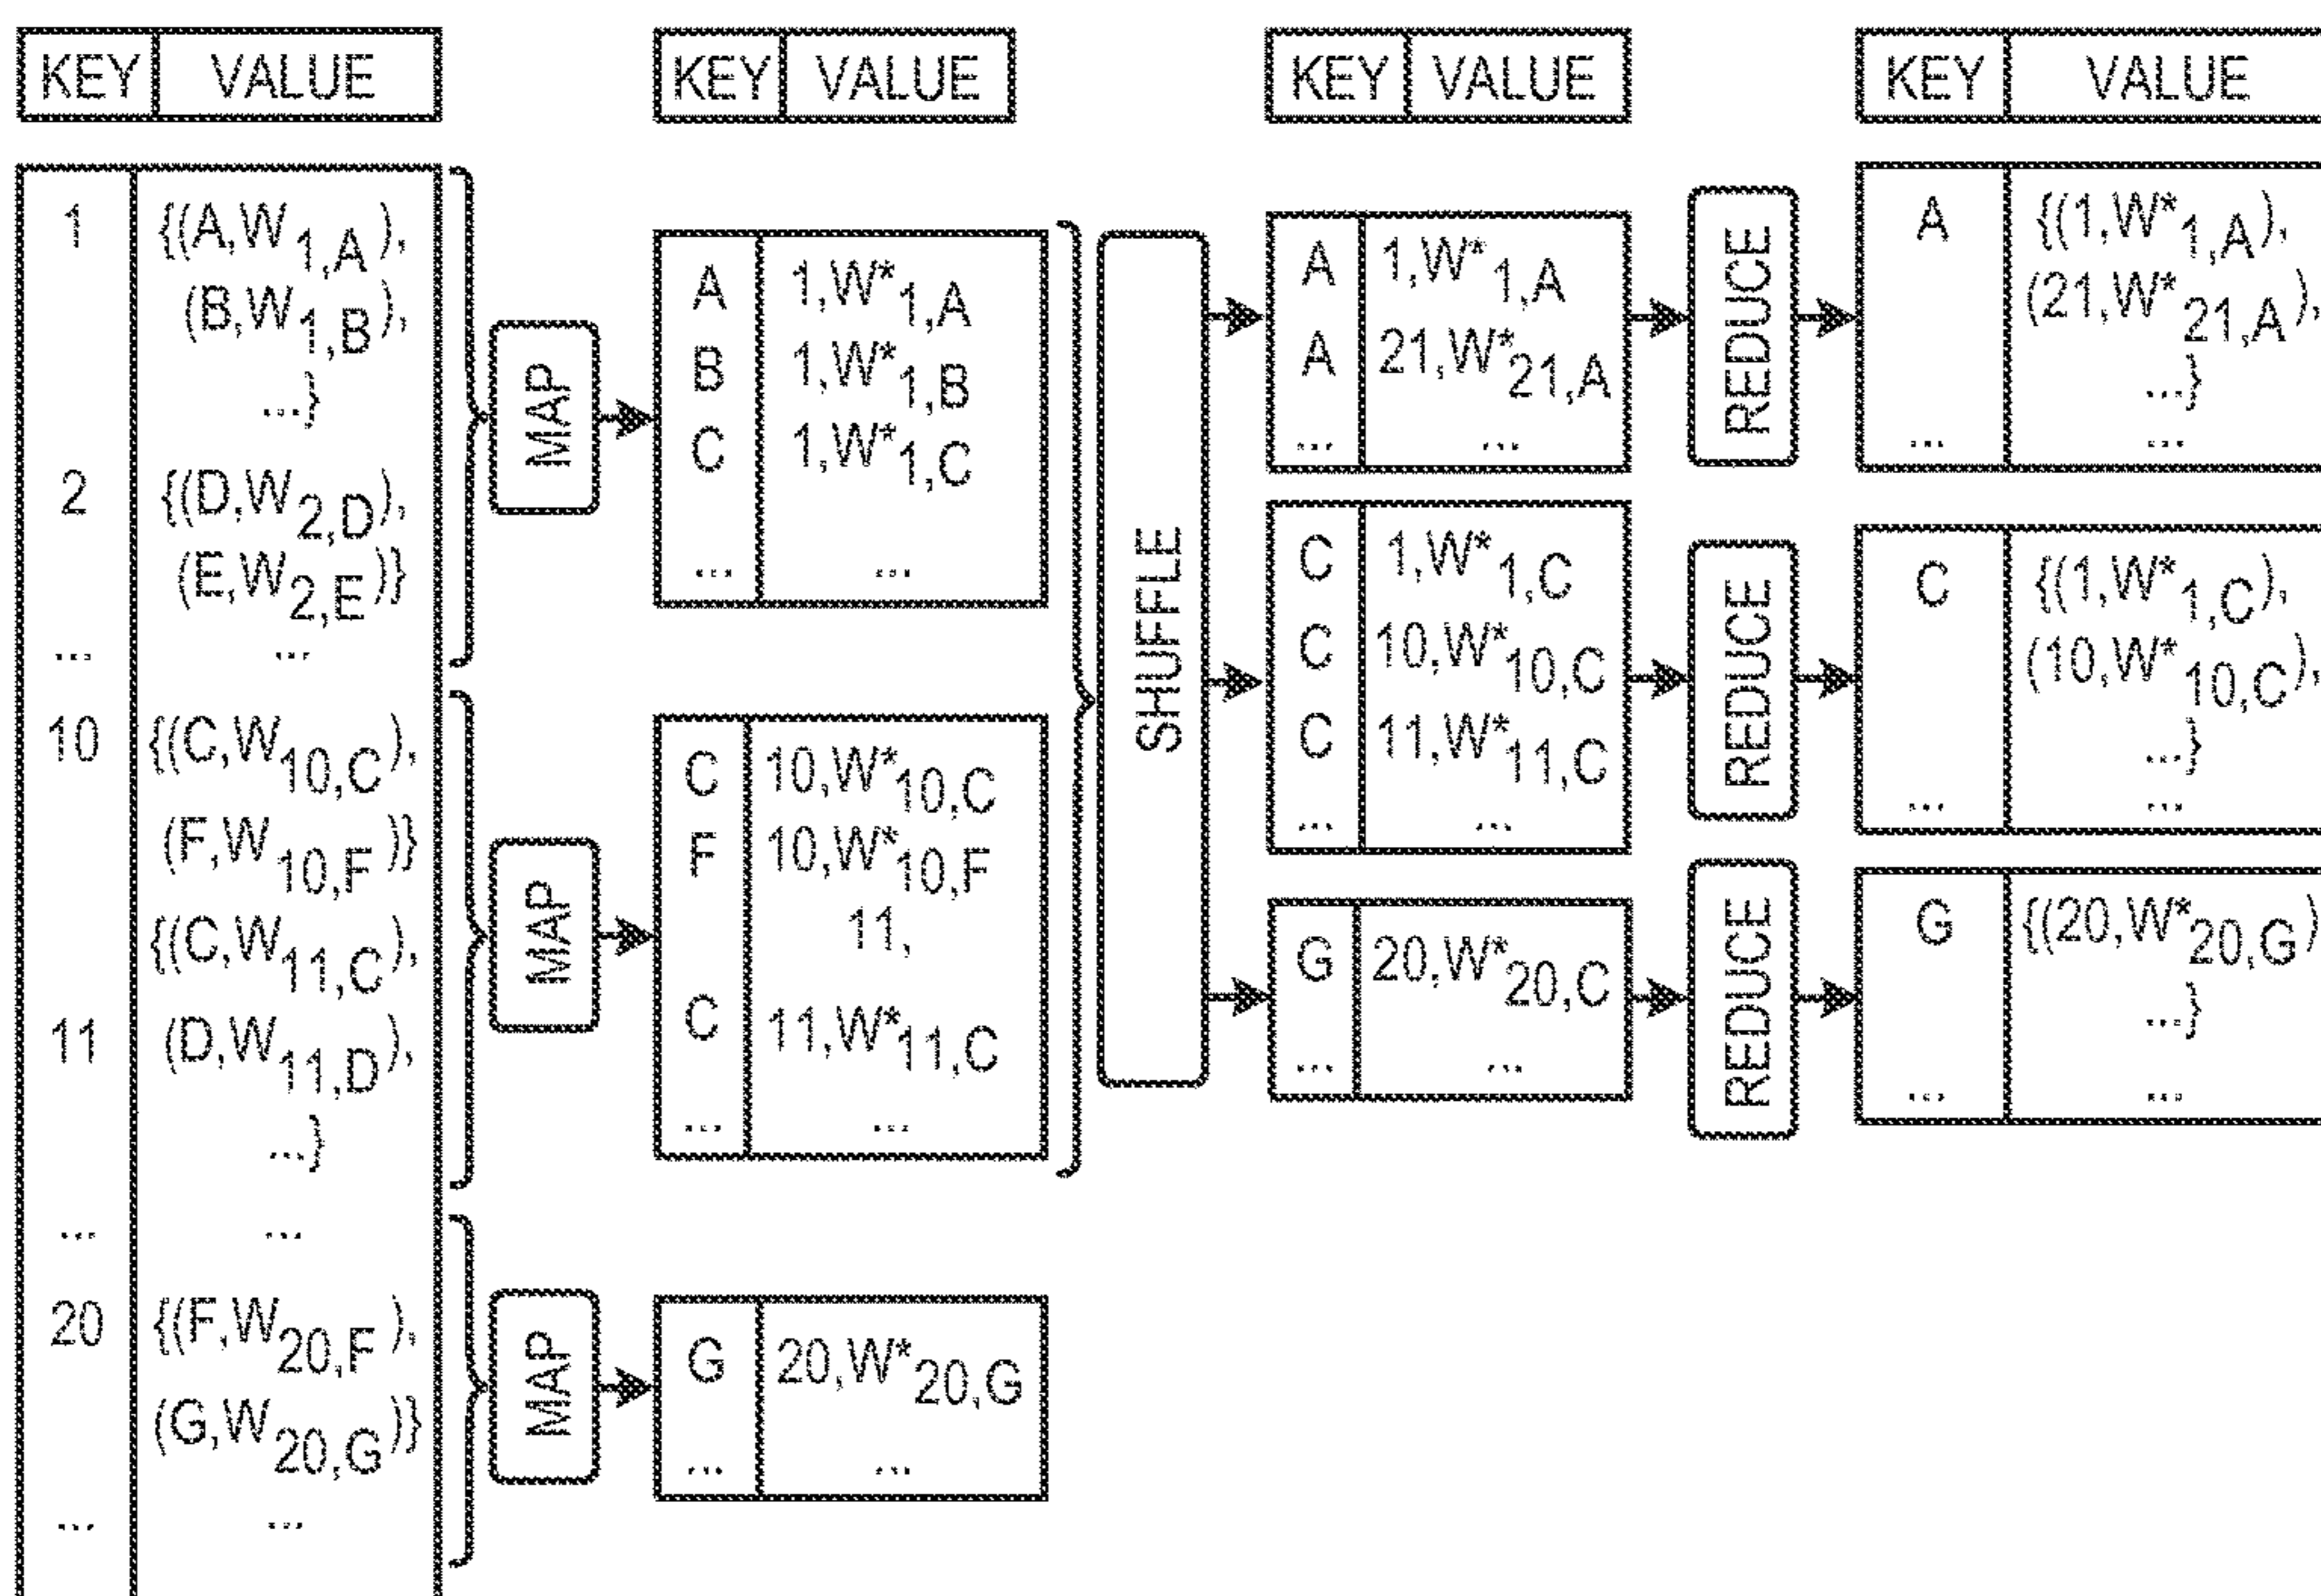 KEY VALUE
KEY VALUE
KEY VALUE
KEY VALUE
1 {(A,W1,A),
(B,W1,B),
...}
2 {(D,W2,D),
(E,W2,E)}
... ...
10 {(C,W10,C),
(F,W10,F)}
{(C,W11,C),
11 (D,W11,D),
...}
... ...
20 {(F,W20,F),
(G,W20,G)}
... ...
MAP
MAP
MAP
A 1,W*1,A
B 1,W*1,B
C 1,W*1,C
... ...
C 10,W*10,C
F 10,W*10,F
11,
C 11,W*11,C
... ...
G 20,W*20,G
... ...
SHUFFLE
A 1,W*1,A
A 21,W*21,A
... ...
C 1,W*1,C
C 10,W*10,C
C 11,W*11,C
... ...
G 20,W*20,C
... ...
REDUCE
REDUCE
REDUCE
A {(1,W*1,A),
(21,W*21,A),
...}
... ...
C {(1,W*1,C),
(10,W*10,C),
...}
... ...
G {(20,W*20,G)
...}
... ...